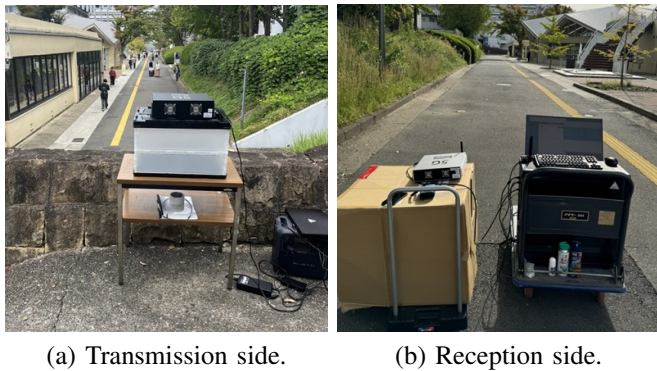 5G
(a) Transmission side.
(b) Reception side.